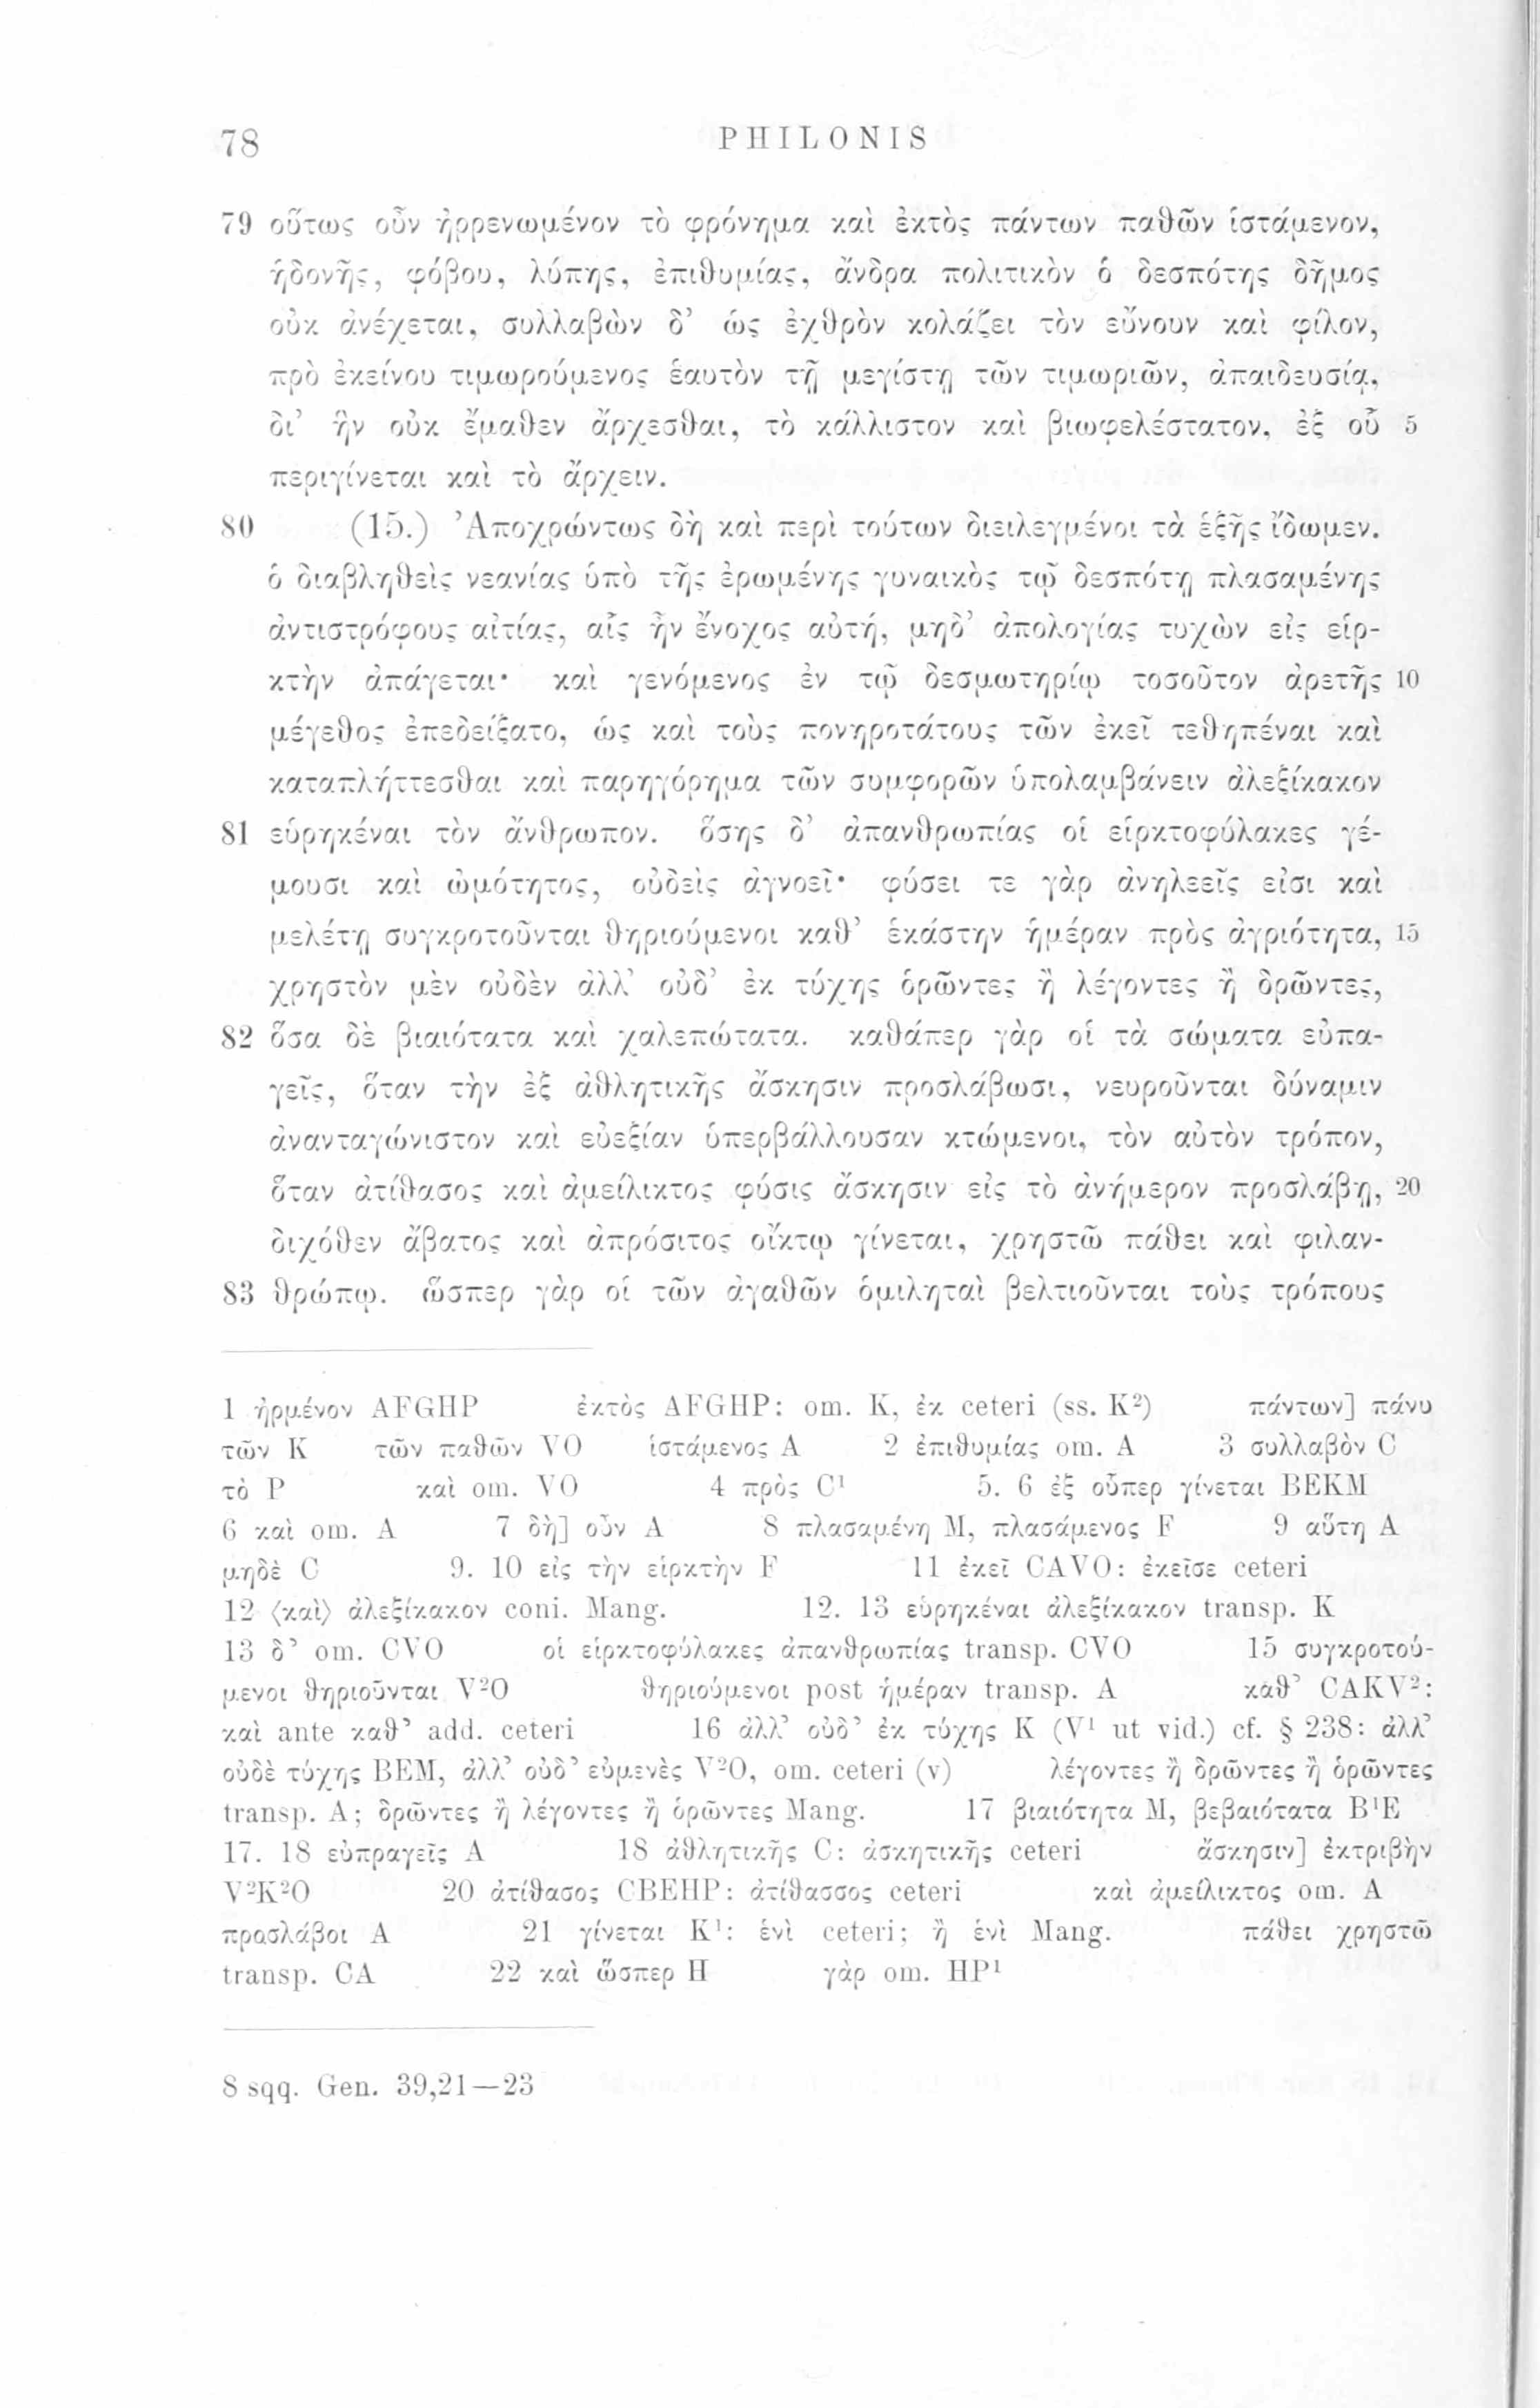 78 PHILONIS
79 οὕτως οὖν ἠρρενωμένον τὸ φρόνημα καὶ ἐκτὸς πάντων παθῶν ἱστάμενον,
ἡδονῆς, φόβου, λύπης, ἐπιθυμίας, ἄνδρα πολιτικὸν ὁ δεσπότης δῆμος
οὐκ ἀνέχεται, συλλαβὼν δ’ ὡς ἐχθρὸν κολάζει τὸν εὔνουν καὶ φίλον,
πρὸ ἐκείνου τιμωρούμενος ἑαυτὸν τῇ μεγίστῃ τῶν τιμωριῶν, ἀπαιδευσίᾳ,
δι’ ἣν οὐκ ἔμαθεν ἄρχεσθαι, τὸ κάλλιστον καὶ βιωφελέστατον, ἐξ οὗ 5
περιγίνεται καὶ τὸ ἄρχειν.
80 (15.) Ἀποχρώντως δὴ καὶ περὶ τούτων διειλεγμένοι τὰ ἑξῆς ἴδωμεν.
ὁ διαβληθεὶς νεανίας ὑπὸ τῆς ἐρωμένης γυναικὸς τῷ δεσπότῃ πλασαμένης
ἀντιστρόφους αἰτίας, αἷς ἦν ἔνοχος αὐτή, μηδ’ ἀπολογίας τυχὼν εἰς εἱρ-
κτὴν ἀπάγεται· καὶ γενόμενος ἐν τῷ δεσμωτηρίῳ τοσοῦτον ἀρετῆς 10
μέγεθος ἐπεδείξατο, ὡς καὶ τοὺς πονηροτάτους τῶν ἐκεῖ τεθηπέναι καὶ
καταπλήττεσθαι καὶ παρηγόρημα τῶν συμφορῶν ὑπολαμβάνειν ἀλεξίκακον
81 εὑρηκέναι τὸν ἄνθρωπον. ὅσης δ’ ἀπανθρωπίας οἱ εἱρκτοφύλακες γέ-
μουσι καὶ ὠμότητος, οὐδεὶς ἀγνοεῖ· φύσει τε γὰρ ἀνηλεεῖς εἰσι καὶ
μελέτῃ συγκροτοῦνται θηριούμενοι καθ’ ἑκάστην ἡμέραν πρὸς ἀγριότητα, 15
χρηστὸν μὲν οὐδὲν ἀλλ’ οὐδ’ ἐκ τύχης ὁρῶντες ἢ λέγοντες ἢ δρῶντες,
82 ὅσα δὲ βιαιότατα καὶ χαλεπώτατα. καθάπερ γὰρ οἱ τὰ σώματα εὐπα-
γεῖς, ὅταν τὴν ἐξ ἀθλητικῆς ἄσκησιν προσλάβωσι, νευροῦνται δύναμιν
ἀνανταγώνιστον καὶ εὐεξίαν ὑπερβάλλουσαν κτώμενοι, τὸν αὐτὸν τρόπον,
ὅταν ἀτίθασος καὶ ἀμείλικτος φύσις ἄσκησιν εἰς τὸ ἀνήμερον προσλάβῃ, 20
διχόθεν ἄβατος καὶ ἀπρόσιτος οἴκτῳ γίνεται, χρηστῷ πάθει καὶ φιλαν-
83 θρώπῳ. ὥσπερ γὰρ οἱ τῶν ἀγαθῶν ὁμιληταὶ βελτιοῦνται τοὺς τρόπους
1 ἠρμένον AFGHP ἐκτὸς AFGHP: om. K, ἐκ ceteri (ss. K²) πάντων] πάνυ
τῶν K τῶν παθῶν VO ἱστάμενος A 2 ἐπιθυμίας om. A 3 συλλαβὸν C
τὸ P καὶ om. VO 4 πρὸς C¹ 5. 6 ἐξ οὗπερ γίνεται BEKM
6 καὶ om. A 7 δὴ] οὖν A 8 πλασαμένη M, πλασάμενος F 9 αὕτη A
μηδὲ C 9. 10 εἰς τὴν εἱρκτὴν F 11 ἐκεῖ CAVO: ἐκεῖσε ceteri
12 ⟨καὶ⟩ ἀλεξίκακον coni. Mang. 12. 13 εὑρηκέναι ἀλεξίκακον transp. K
13 δ’ om. CVO οἱ εἱρκτοφύλακες ἀπανθρωπίας transp. CVO 15 συγκροτού-
μενοι θηριοῦνται V²O θηριούμενοι post ἡμέραν transp. A καθ’ CAKV²:
καὶ ante καθ’ add. ceteri 16 ἀλλ’ οὐδ’ ἐκ τύχης K (V¹ ut vid.) cf. § 238: ἀλλ’
οὐδὲ τύχης BEM, ἀλλ’ οὐδ’ εὐμενὲς V²O, om. ceteri (v) λέγοντες ἢ δρῶντες ἢ ὁρῶντες
transp. A; δρῶντες ἢ λέγοντες ἢ ὁρῶντες Mang. 17 βιαιότητα M, βεβαιότατα B¹E
17. 18 εὐπραγεῖς A 18 ἀθλητικῆς C: ἀσκητικῆς ceteri ἄσκησιν] ἐκτριβὴν
V²K²O 20 ἀτίθασος CBEHP: ἀτίθασσος ceteri καὶ ἀμείλικτος om. A
προσλάβοι A 21 γίνεται K¹: ἑνὶ ceteri; ἢ ἑνὶ Mang. πάθει χρηστῷ
transp. CA 22 καὶ ὥσπερ H γὰρ om. HP¹
8 sqq. Gen. 39,21—23